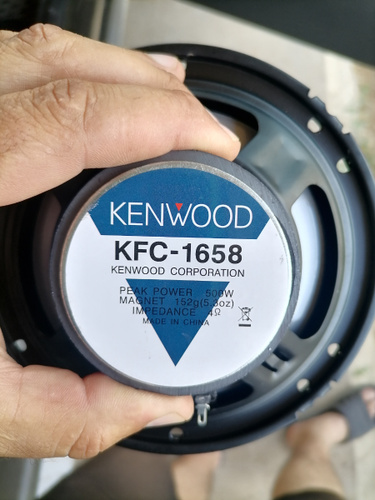 KENWOOD
KFC-1658
KENWOOD CORPORATION
PEAK POWER 500W
MAGNET 152g(5.3oz)
IMPEDANCE 4Ω
MADE IN CHINA